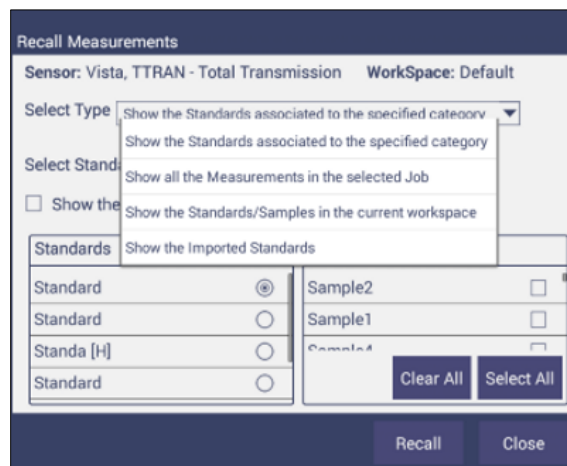 Recall Measurements
Sensor: Vista, TTRAN - Total Transmission WorkSpace: Default
Select Type Show the Standards associated to the specified category
Show the Standards associated to the specified category
Select Standa
Show all the Measurements in the selected Job
Show the
Show the Standards/Samples in the current workspace
Standards
Show the Imported Standards
Standard Sample2
Standard Sample1
Standa [H] Sample4
Standard
Clear All Select All
Recall Close